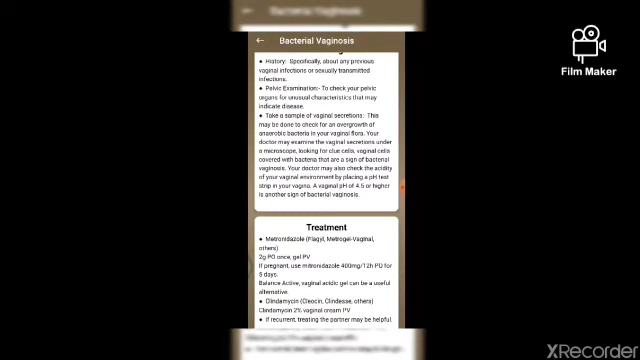 Bacterial Vaginosis
← Bacterial Vaginosis
● History: Specifically, about any previous
vaginal infections or sexually transmitted
infections.
● Pelvic Examination:- To check your pelvic
organs for unusual characteristics that may
indicate disease.
● Take a sample of vaginal secretions: This
may be done to check for an overgrowth of
anaerobic bacteria in your vaginal flora. Your
doctor may examine the vaginal secretions under
a microscope, looking for clue cells, vaginal cells
covered with bacteria that are a sign of bacterial
vaginosis. Your doctor may also check the acidity
of your vaginal environment by placing a pH test
strip in your vagina. A vaginal pH of 4.5 or higher
is another sign of bacterial vaginosis.
Treatment
● Metronidazole (Flagyl, Metrogel-Vaginal,
others)
2g PO once, gel PV
If pregnant, use mitronidazole 400mg/12h PO for
5 days.
Balance Active, vaginal acidic gel can be a useful
alternative.
● Clindamycin (Cleocin, Clindesse, others)
Clindamycin 2% vaginal cream PV
● If recurrent, treating the partner may be helpful.
Film Maker
XRecorder